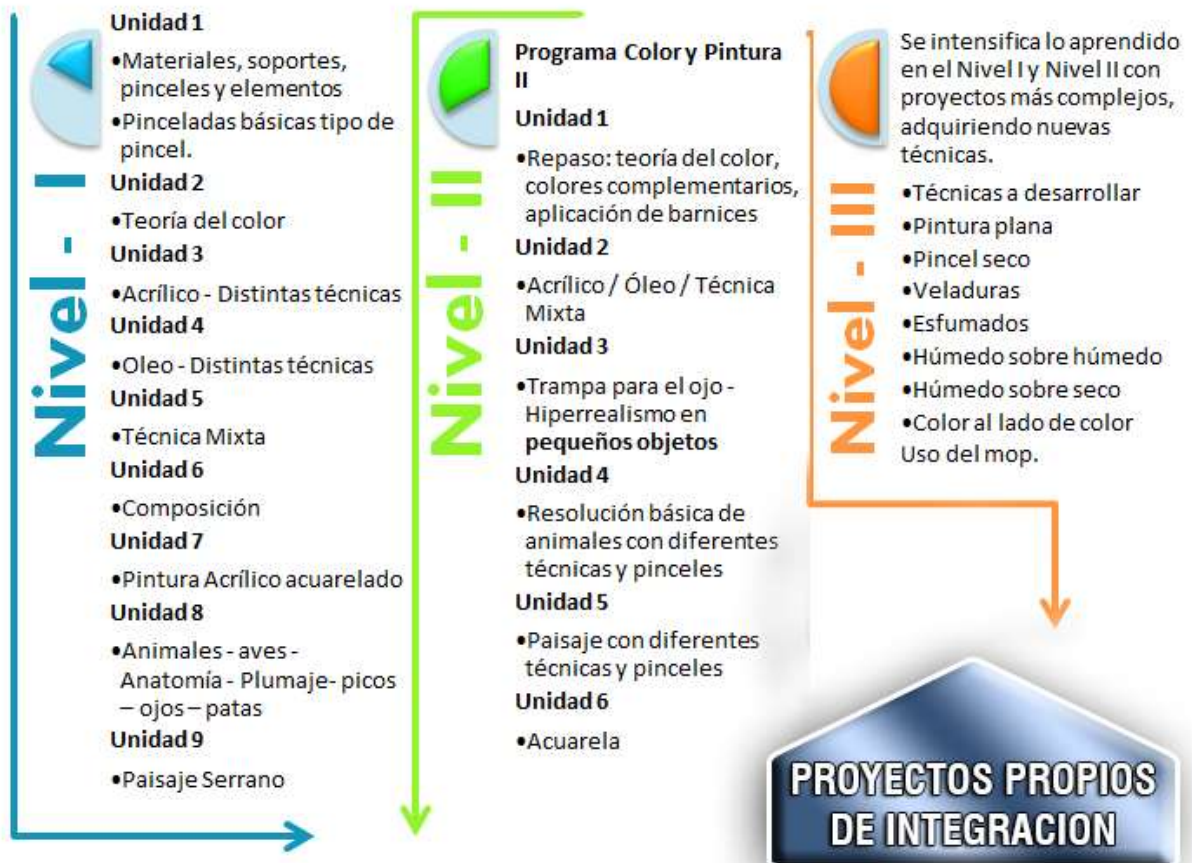 Nivel - I
Unidad 1
•Materiales, soportes,
pinceles y elementos
•Pinceladas básicas tipo de
pincel.
Unidad 2
•Teoría del color
Unidad 3
•Acrílico - Distintas técnicas
Unidad 4
•Oleo - Distintas técnicas
Unidad 5
•Técnica Mixta
Unidad 6
•Composición
Unidad 7
•Pintura Acrílico acuarelado
Unidad 8
•Animales - aves -
Anatomía - Plumaje- picos
– ojos – patas
Unidad 9
•Paisaje Serrano
Nivel - II
Programa Color y Pintura
II
Unidad 1
•Repaso: teoría del color,
colores complementarios,
aplicación de barnices
Unidad 2
•Acrílico / Óleo / Técnica
Mixta
Unidad 3
•Trampa para el ojo -
Hiperrealismo en
pequeños objetos
Unidad 4
•Resolución básica de
animales con diferentes
técnicas y pinceles
Unidad 5
•Paisaje con diferentes
técnicas y pinceles
Unidad 6
•Acuarela
Nivel - III
Se intensifica lo aprendido
en el Nivel I y Nivel II con
proyectos más complejos,
adquiriendo nuevas
técnicas.
•Técnicas a desarrollar
•Pintura plana
•Pincel seco
•Veladuras
•Esfumados
•Húmedo sobre húmedo
•Húmedo sobre seco
•Color al lado de color
Uso del mop.
PROYECTOS PROPIOS
DE INTEGRACION